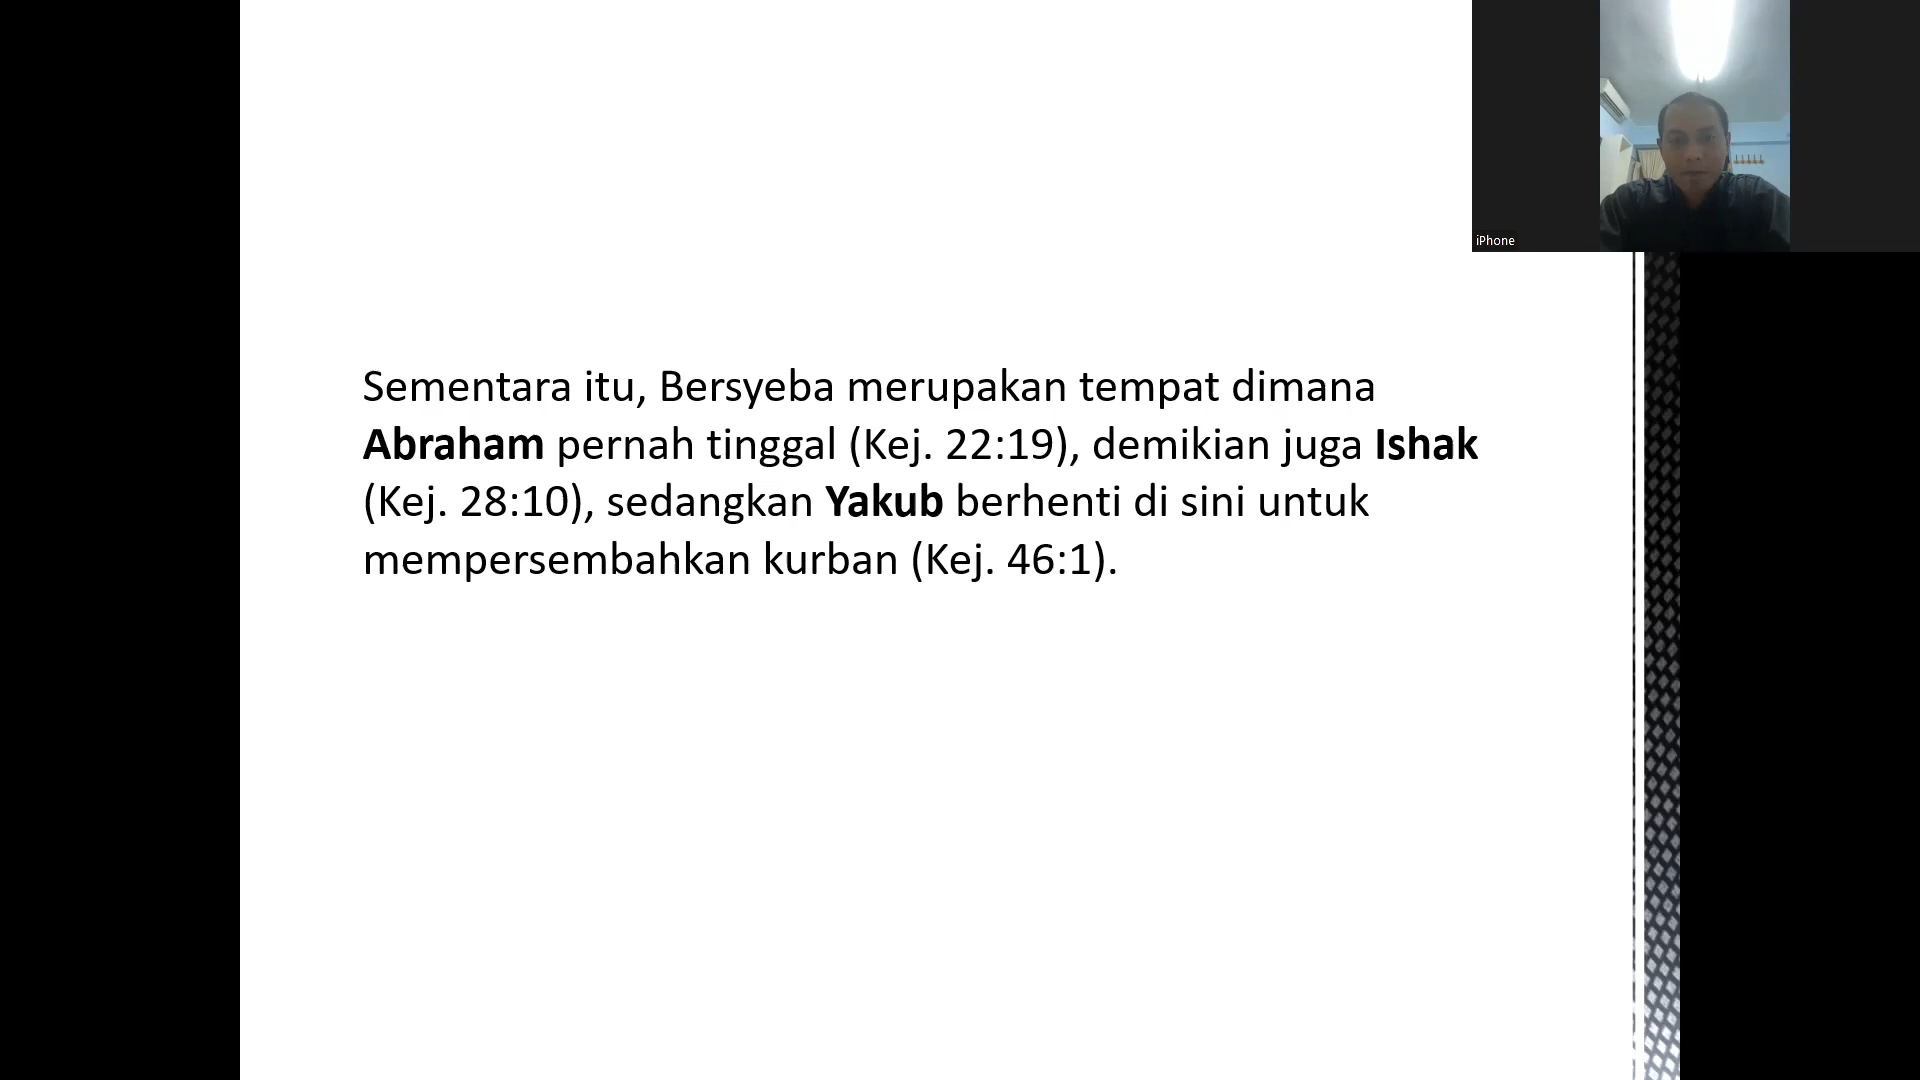 iPhone
Sementara itu, Bersyeba merupakan tempat dimana
Abraham pernah tinggal (Kej. 22:19), demikian juga Ishak
(Kej. 28:10), sedangkan Yakub berhenti di sini untuk
mempersembahkan kurban (Kej. 46:1).